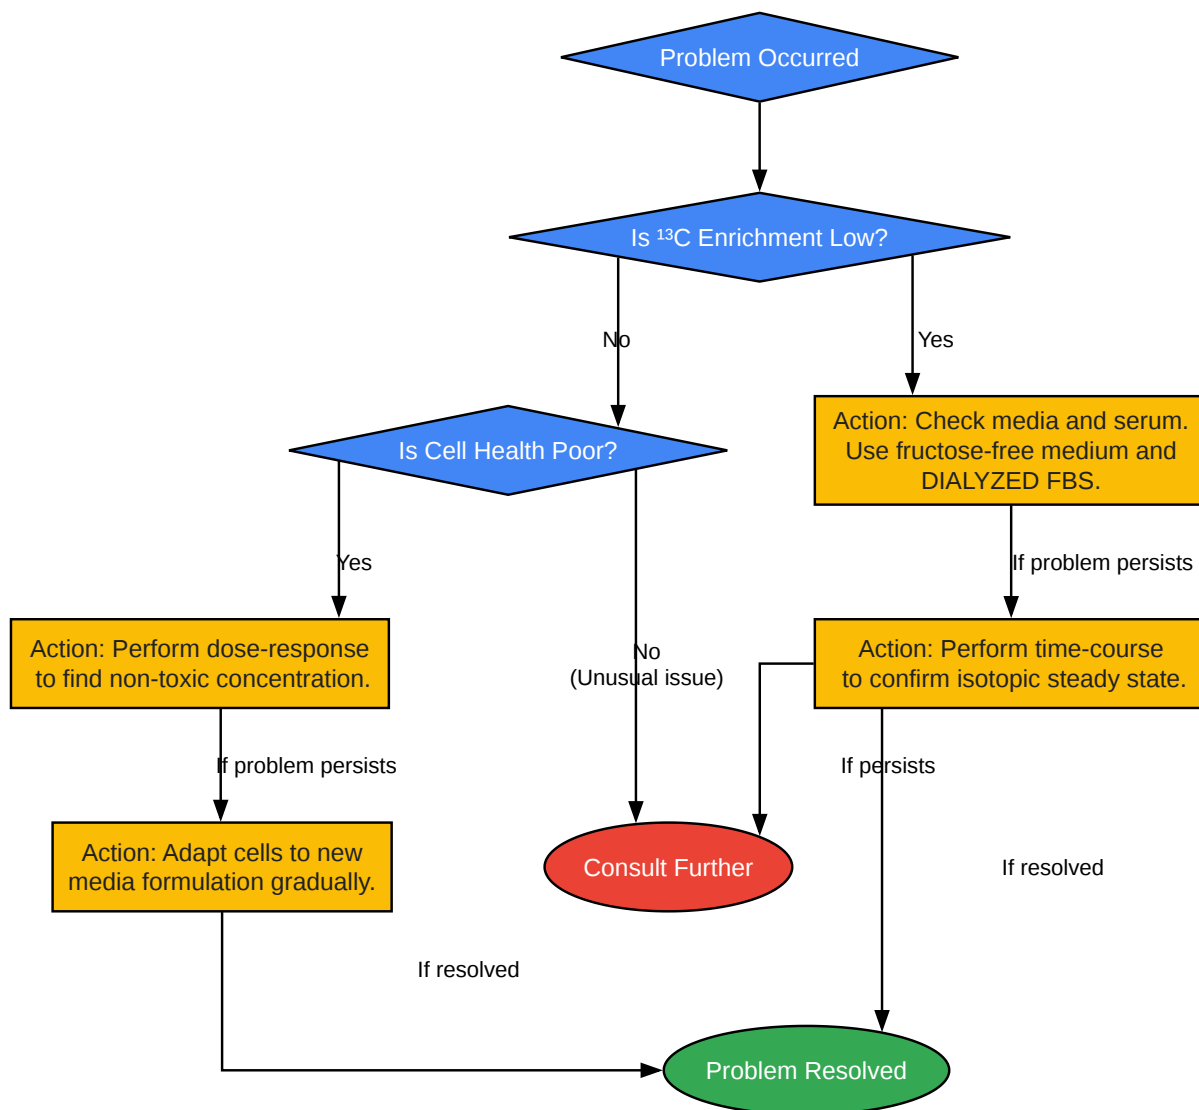 Problem Occurred
Is ¹³C Enrichment Low?
No
Yes
Action: Check media and serum.
Use fructose-free medium and
DIALYZED FBS.
Is Cell Health Poor?
Yes
If problem persists
Action: Perform dose-response
to find non-toxic concentration.
No
(Unusual issue)
Action: Perform time-course
to confirm isotopic steady state.
If problem persists
If persists
Action: Adapt cells to new
media formulation gradually.
Consult Further
If resolved
If resolved
Problem Resolved